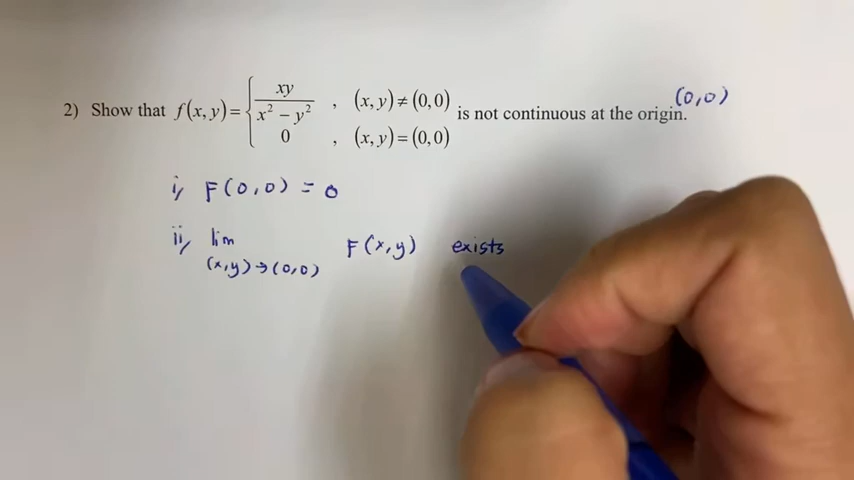 2) Show that f(x,y) = { xy / (x² − y²) , (x,y) ≠ (0,0)
0 , (x,y) = (0,0)
is not continuous at the origin. (0,0)
i, F(0,0) = 0
ii, lim (x,y)→(0,0) F(x,y) exists